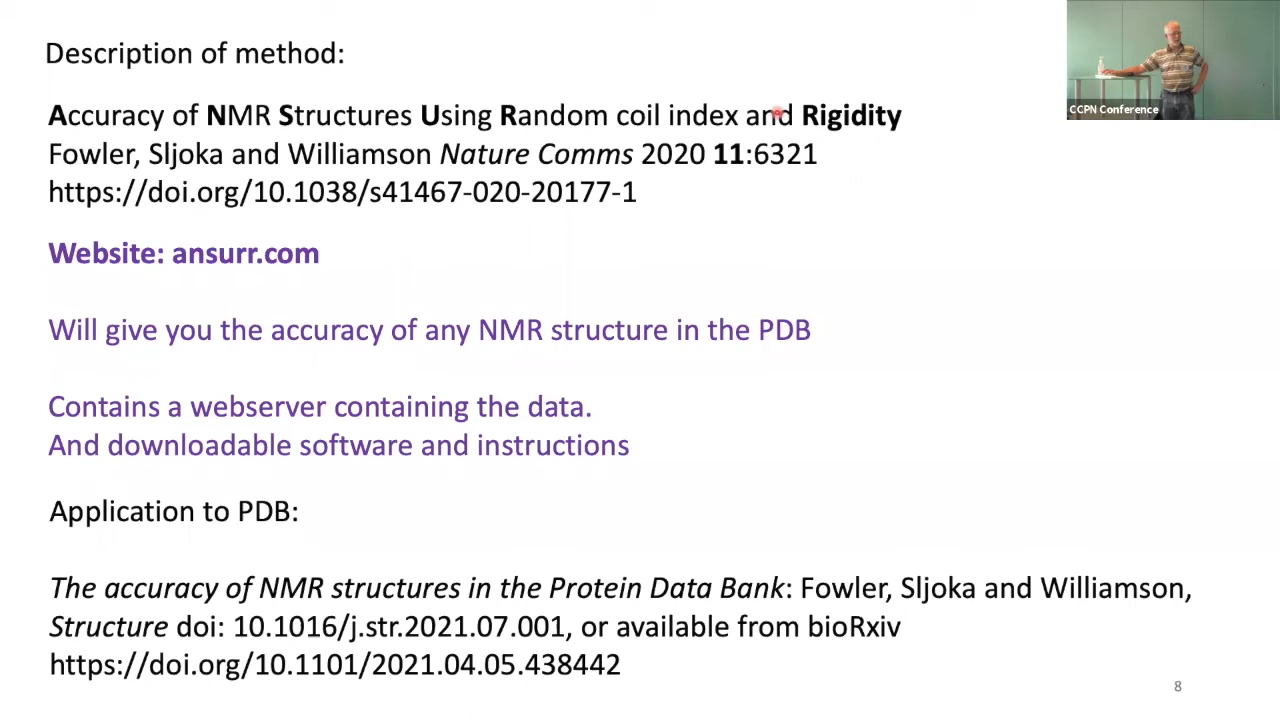 Description of method:
CCPN Conference
Accuracy of NMR Structures Using Random coil index and Rigidity
Fowler, Sljoka and Williamson Nature Comms 2020 11:6321
https://doi.org/10.1038/s41467-020-20177-1
Website: ansurr.com
Will give you the accuracy of any NMR structure in the PDB
Contains a webserver containing the data.
And downloadable software and instructions
Application to PDB:
The accuracy of NMR structures in the Protein Data Bank: Fowler, Sljoka and Williamson,
Structure doi: 10.1016/j.str.2021.07.001, or available from bioRxiv
https://doi.org/10.1101/2021.04.05.438442
8